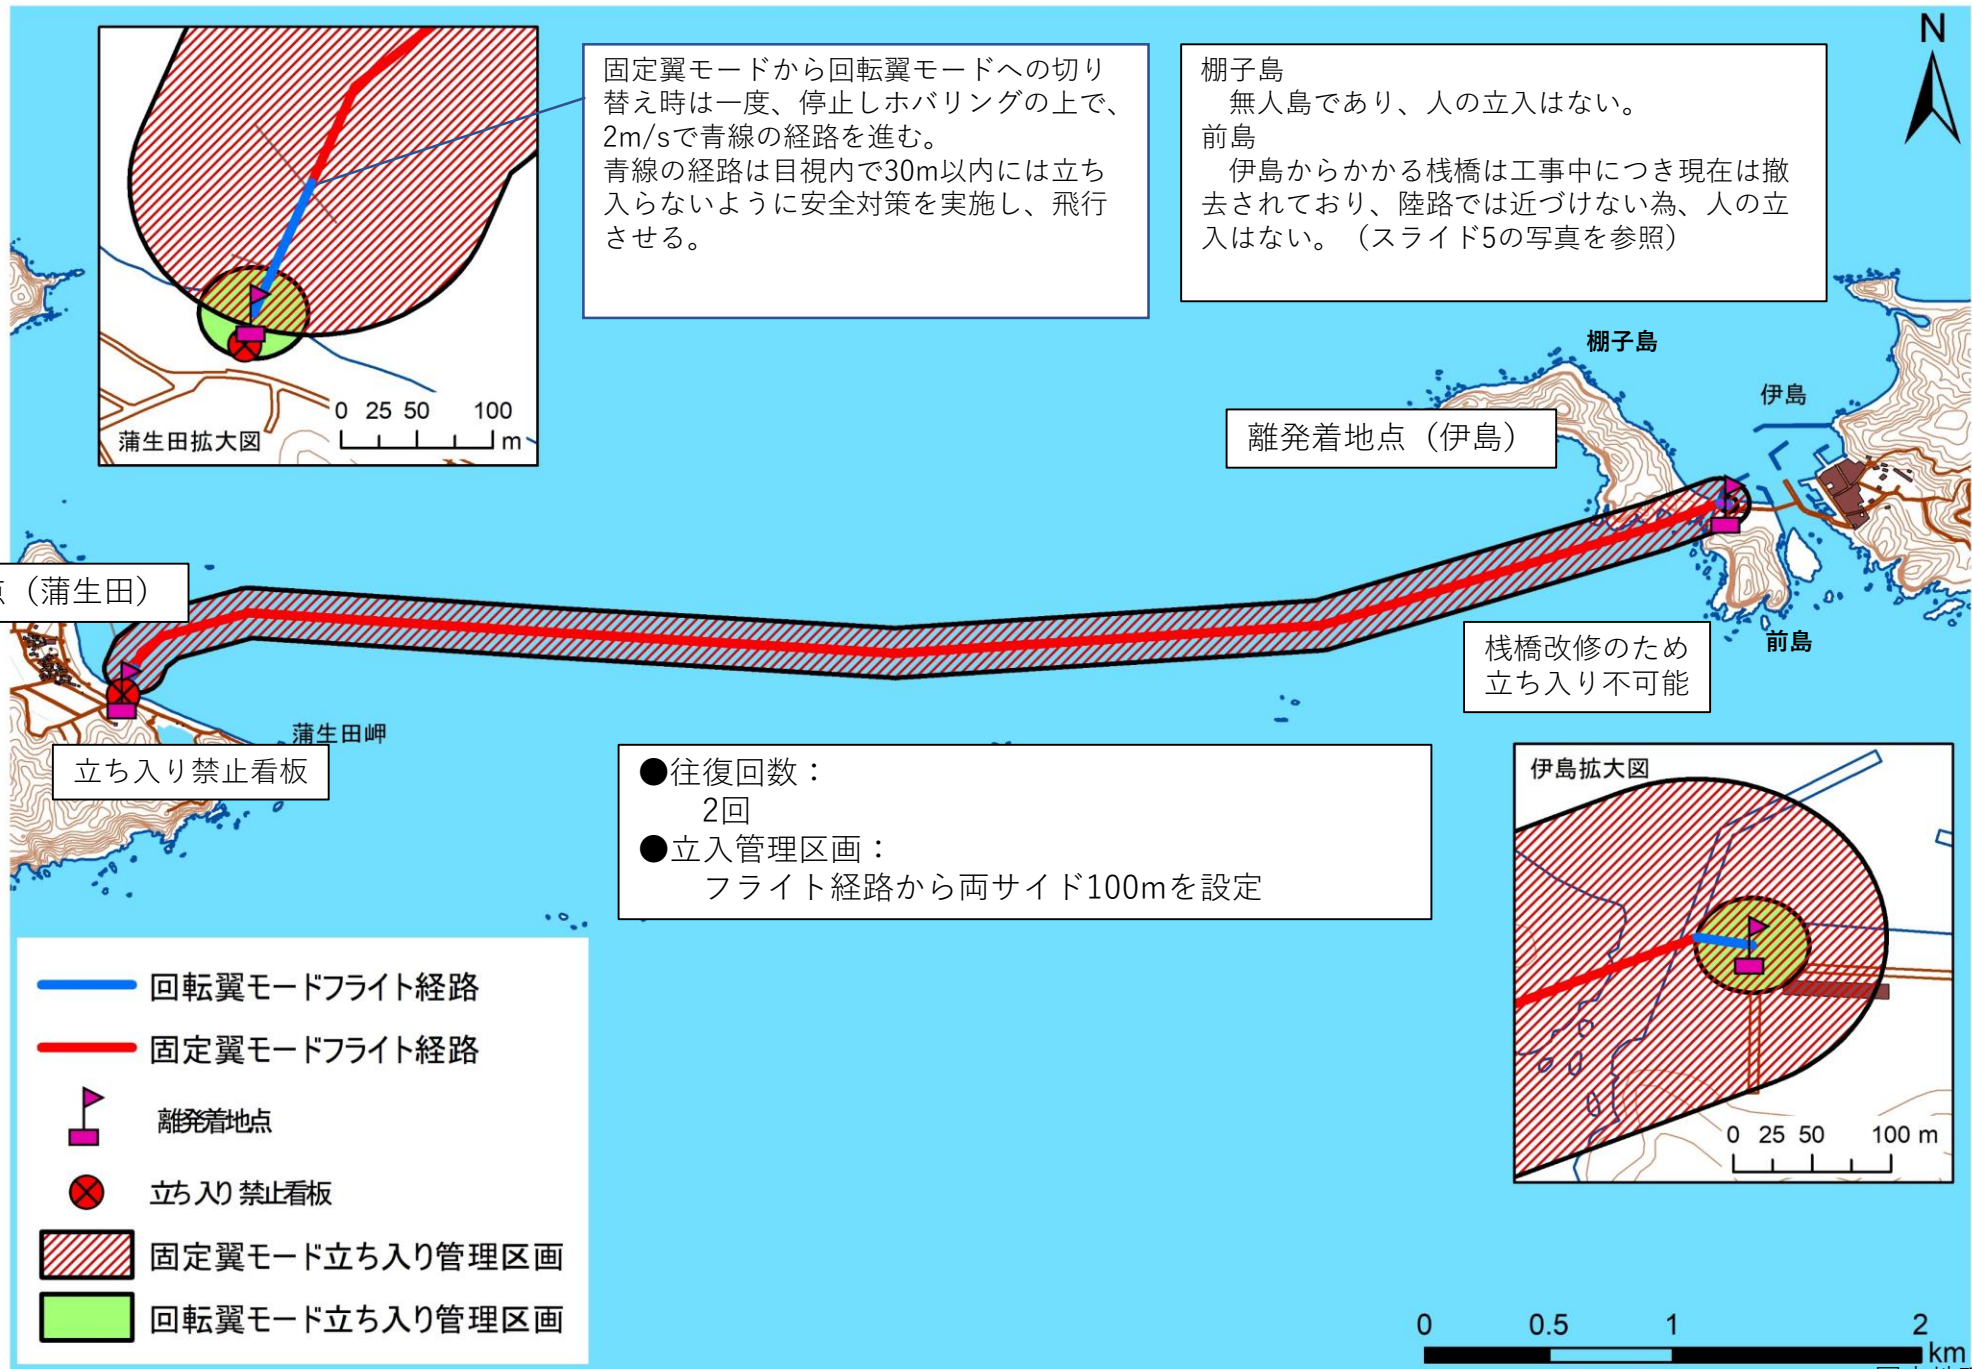 N
固定翼モードから回転翼モードへの切り
替え時は一度、停止しホバリングの上で、
2m/sで青線の経路を進む。
青線の経路は目視内で30m以内には立ち
入らないように安全対策を実施し、飛行
させる。
棚子島
無人島であり、人の立入はない。
前島
伊島からかかる桟橋は工事中につき現在は撤
去されており、陸路では近づけない為、人の立
入はない。（スライド5の写真を参照）
0 25 50 100
m
蒲生田拡大図
棚子島
伊島
離発着地点（伊島）
（蒲生田）
前島
桟橋改修のため
立ち入り不可能
蒲生田岬
立ち入り禁止看板
●往復回数：
2回
●立入管理区画：
フライト経路から両サイド100mを設定
伊島拡大図
0 25 50 100 m
回転翼モードフライト経路
固定翼モードフライト経路
離発着地点
立ち入り禁止看板
固定翼モード立ち入り管理区画
回転翼モード立ち入り管理区画
0 0.5 1 2
km